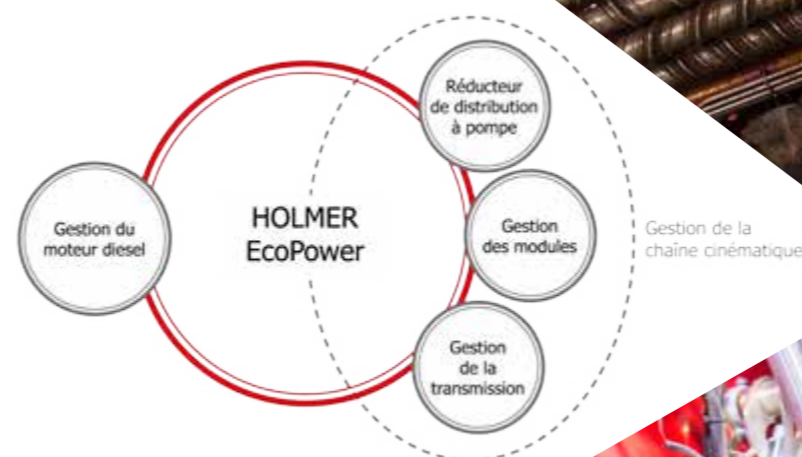 Réducteur
de distribution
à pompe
Gestion du
moteur diesel
HOLMER
EcoPower
Gestion
des modules
Gestion de la
chaîne cinématique
Gestion
de la
transmission